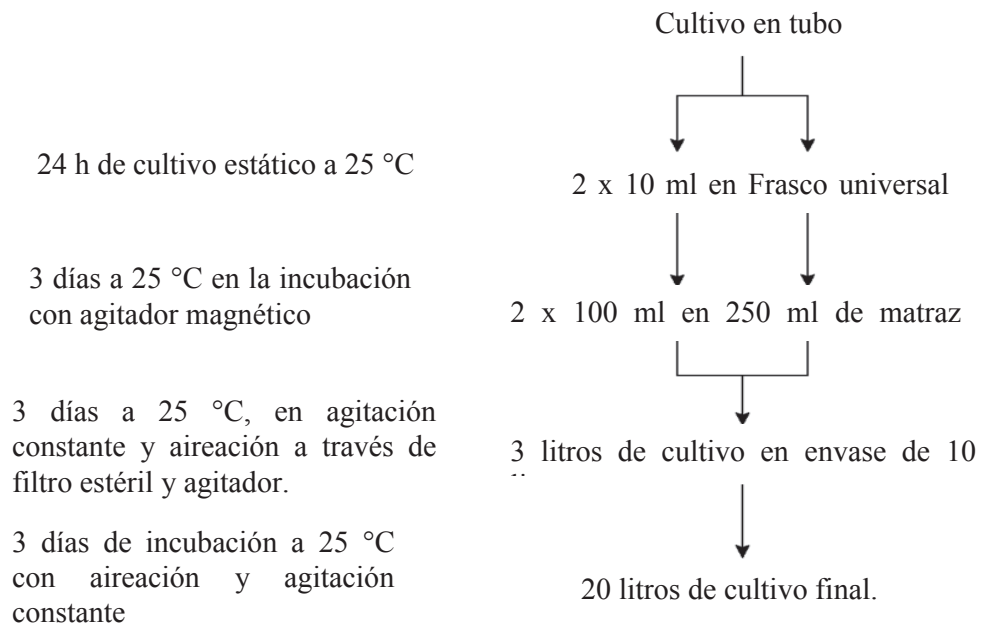 Cultivo en tubo
24 h de cultivo estático a 25 °C
2 x 10 ml en Frasco universal
3 días a 25 °C en la incubación
con agitador magnético
2 x 100 ml en 250 ml de matraz
3 días a 25 °C, en agitación
constante y aireación a través de
filtro estéril y agitador.
3 litros de cultivo en envase de 10
3 días de incubación a 25 °C
con aireación y agitación
constante
20 litros de cultivo final.